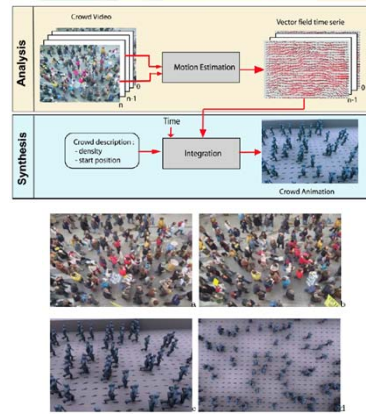 Analysis
Crowd Video
0
n-1
n
Motion Estimation
Vector field time serie
0
n-1
Synthesis
Time
Crowd description :
- density
- start position
Integration
Crowd Animation
a
b
c
d